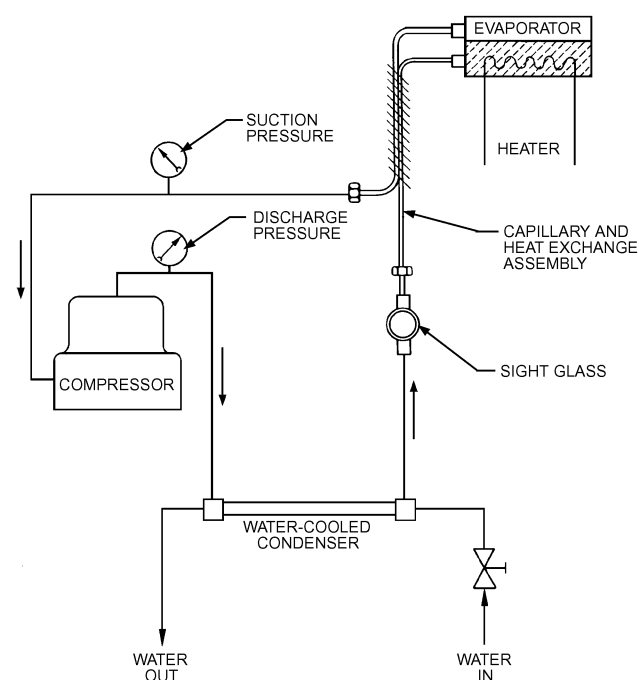 EVAPORATOR
SUCTION
PRESSURE
HEATER
DISCHARGE
PRESSURE
CAPILLARY AND
HEAT EXCHANGE
ASSEMBLY
SIGHT GLASS
COMPRESSOR
WATER-COOLED
CONDENSER
WATER
OUT
WATER
IN